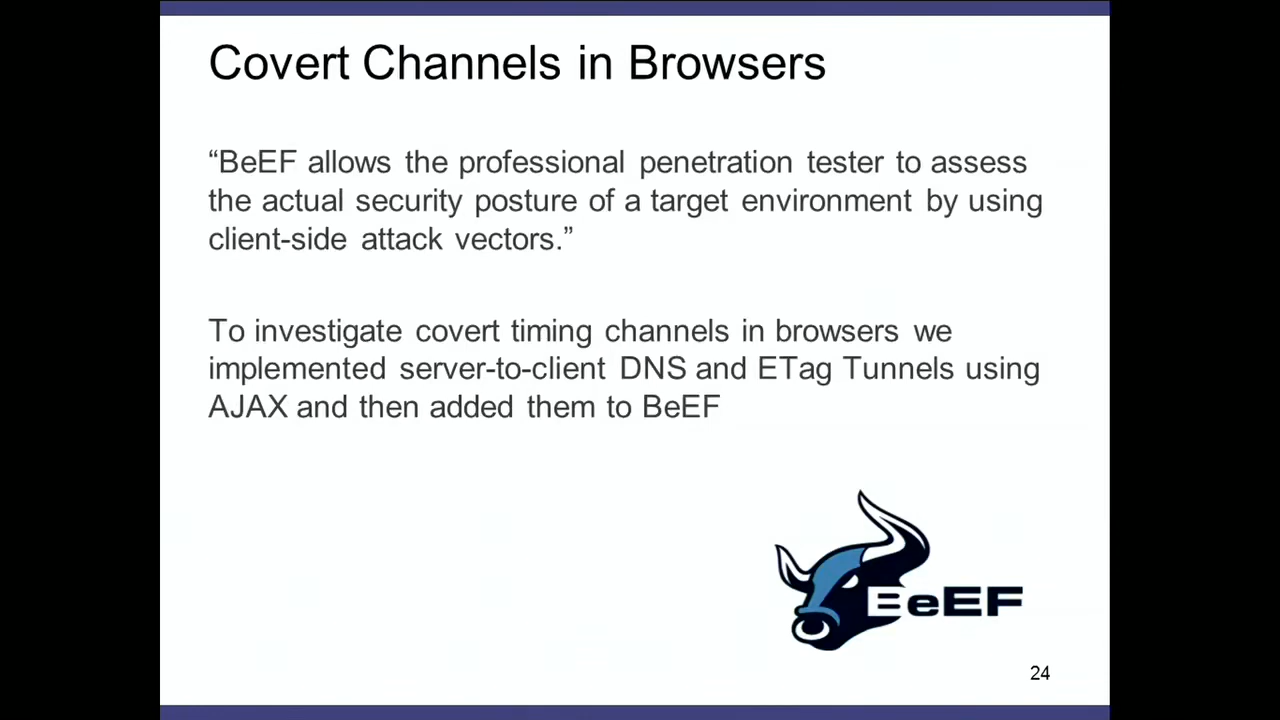 Covert Channels in Browsers
“BeEF allows the professional penetration tester to assess
the actual security posture of a target environment by using
client-side attack vectors.”
To investigate covert timing channels in browsers we
implemented server-to-client DNS and ETag Tunnels using
AJAX and then added them to BeEF
BeEF
24